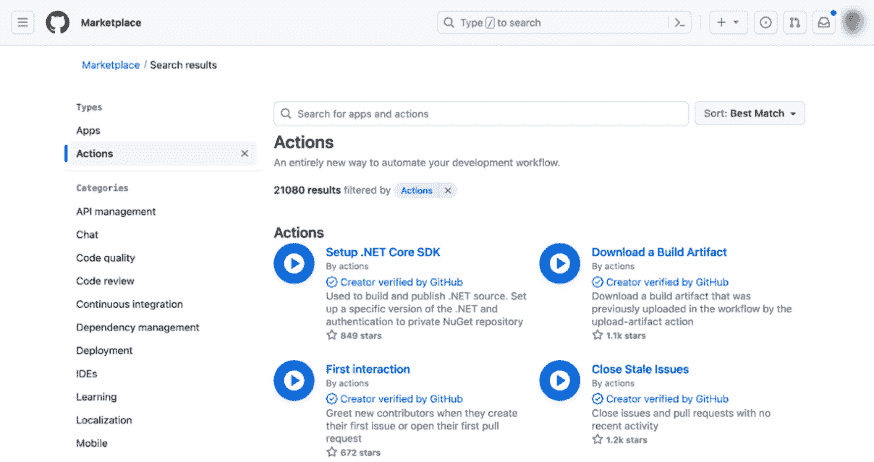 Marketplace
Type / to search
Marketplace / Search results
Types
Apps
Actions
Categories
API management
Chat
Code quality
Code review
Continuous integration
Dependency management
Deployment
IDEs
Learning
Localization
Mobile
Search for apps and actions
Sort: Best Match
Actions
An entirely new way to automate your development workflow.
21080 results filtered by Actions
Actions
Setup .NET Core SDK
By actions
Creator verified by GitHub
Used to build and publish .NET source. Set
up a specific version of the .NET and
authentication to private NuGet repository
849 stars
Download a Build Artifact
By actions
Creator verified by GitHub
Download a build artifact that was
previously uploaded in the workflow by the
upload-artifact action
1.1k stars
First interaction
By actions
Creator verified by GitHub
Greet new contributors when they create
their first issue or open their first pull
request
672 stars
Close Stale Issues
By actions
Creator verified by GitHub
Close issues and pull requests with no
recent activity
1.2k stars